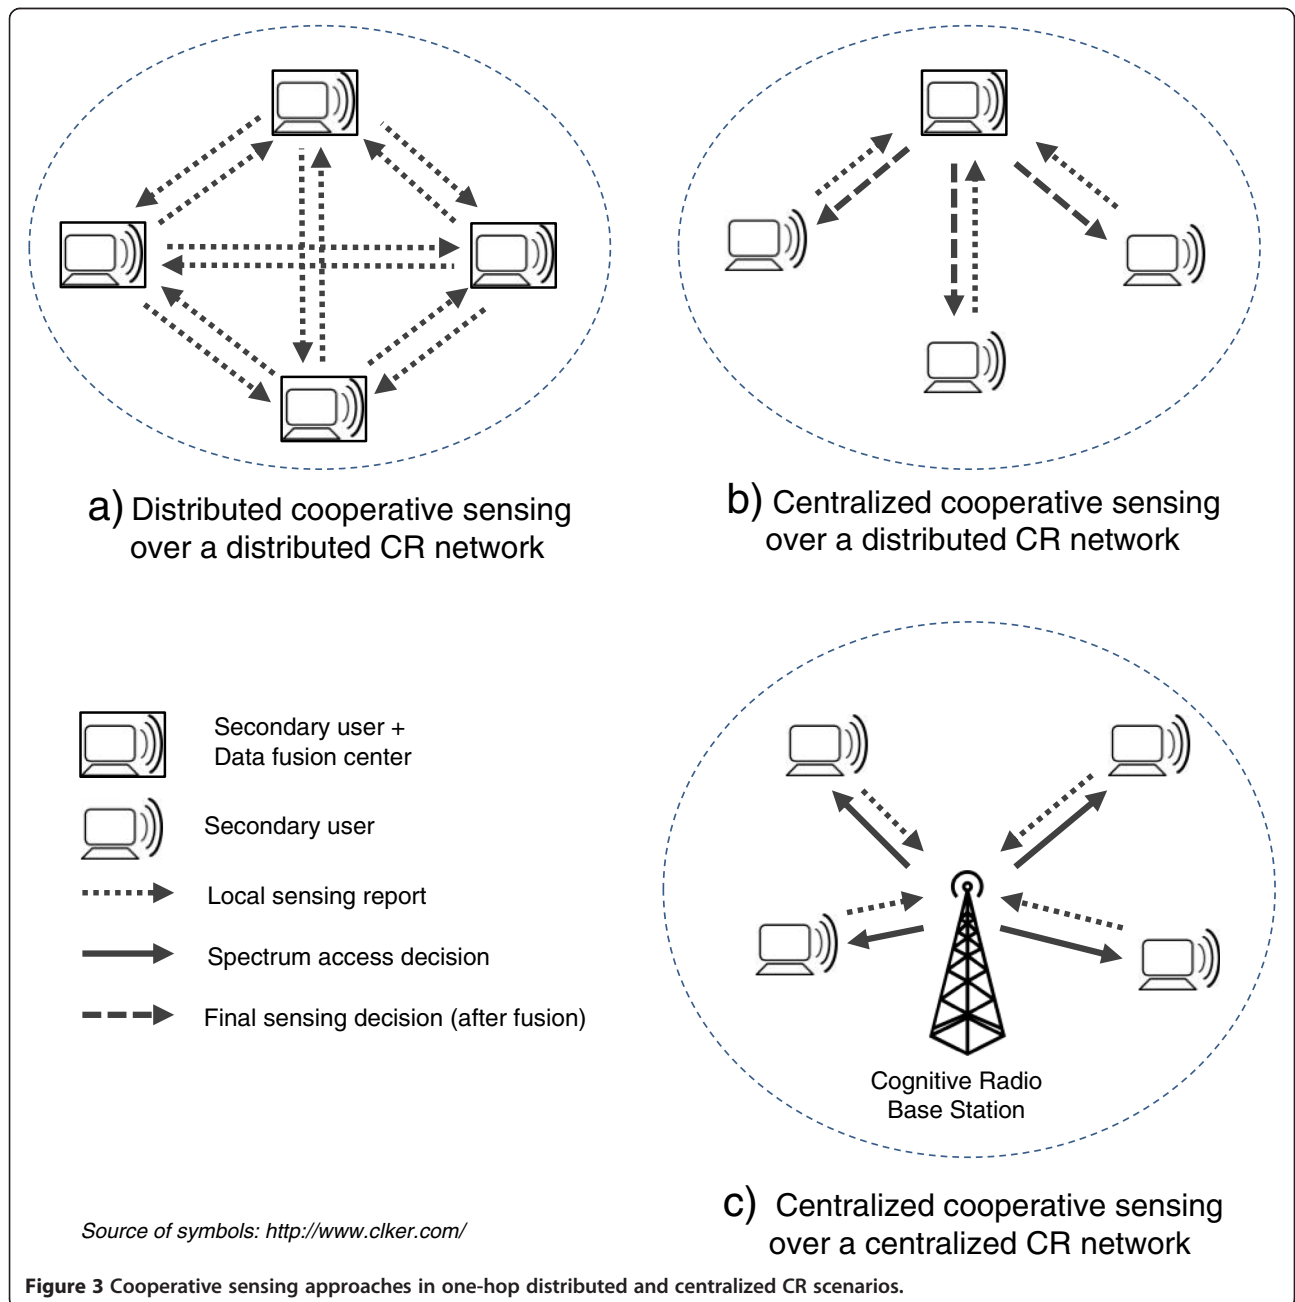 a) Distributed cooperative sensing
over a distributed CR network
b) Centralized cooperative sensing
over a distributed CR network
Secondary user +
Data fusion center
Secondary user
Local sensing report
Spectrum access decision
Final sensing decision (after fusion)
Cognitive Radio
Base Station
c) Centralized cooperative sensing
over a centralized CR network
Source of symbols: http://www.clker.com/
Figure 3 Cooperative sensing approaches in one-hop distributed and centralized CR scenarios.